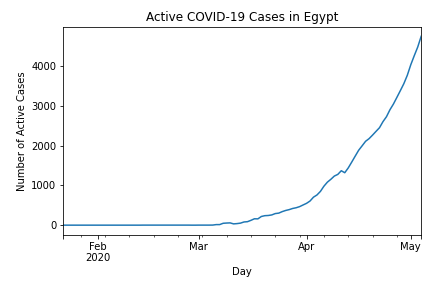 Active COVID-19 Cases in Egypt
Number of Active Cases
4000
3000
2000
1000
0
Feb
2020
Mar
Apr
May
Day